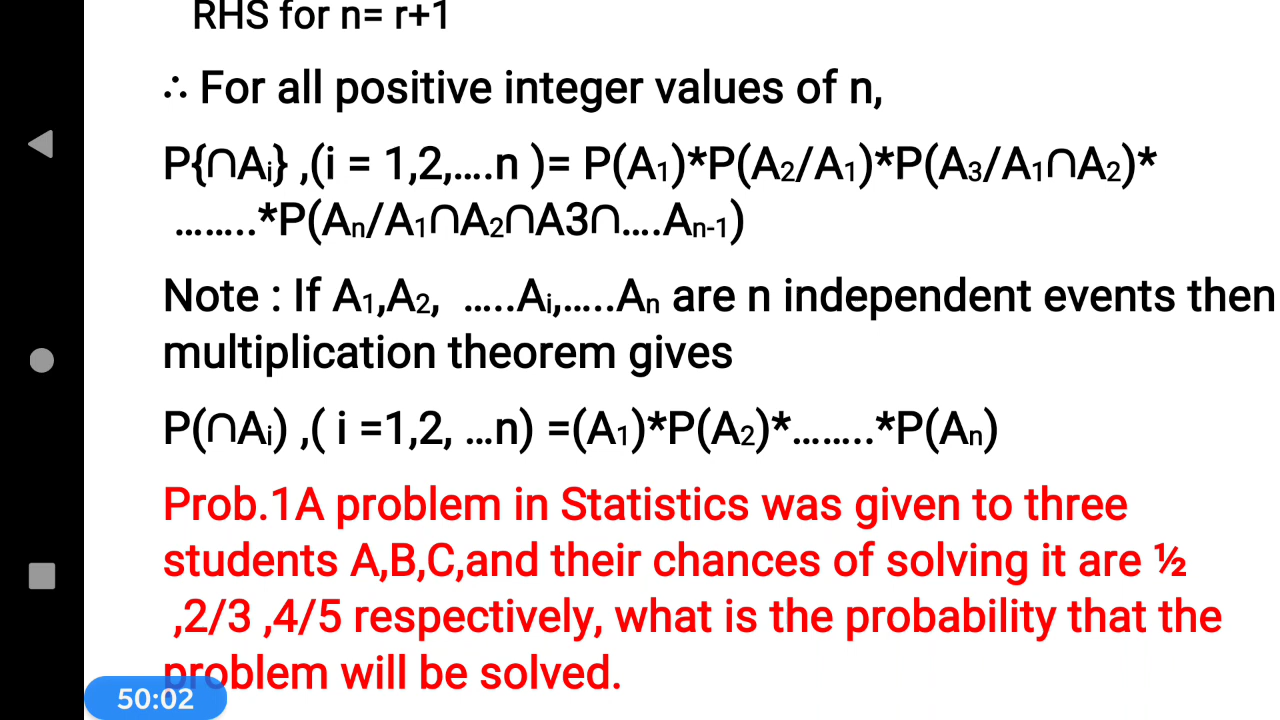 RHS for n= r+1
∴ For all positive integer values of n,
P{∩Aᵢ} ,(i = 1,2,....n )= P(A₁)*P(A₂/A₁)*P(A₃/A₁∩A₂)*
........*P(Aₙ/A₁∩A₂∩A3∩....Aₙ₋₁)
Note : If A₁,A₂, .....Aᵢ,.....Aₙ are n independent events then
multiplication theorem gives
P(∩Aᵢ) ,( i =1,2, ...n) =(A₁)*P(A₂)*........*P(Aₙ)
Prob.1A problem in Statistics was given to three
students A,B,C,and their chances of solving it are ½
,2/3 ,4/5 respectively, what is the probability that the
problem will be solved.
50:02